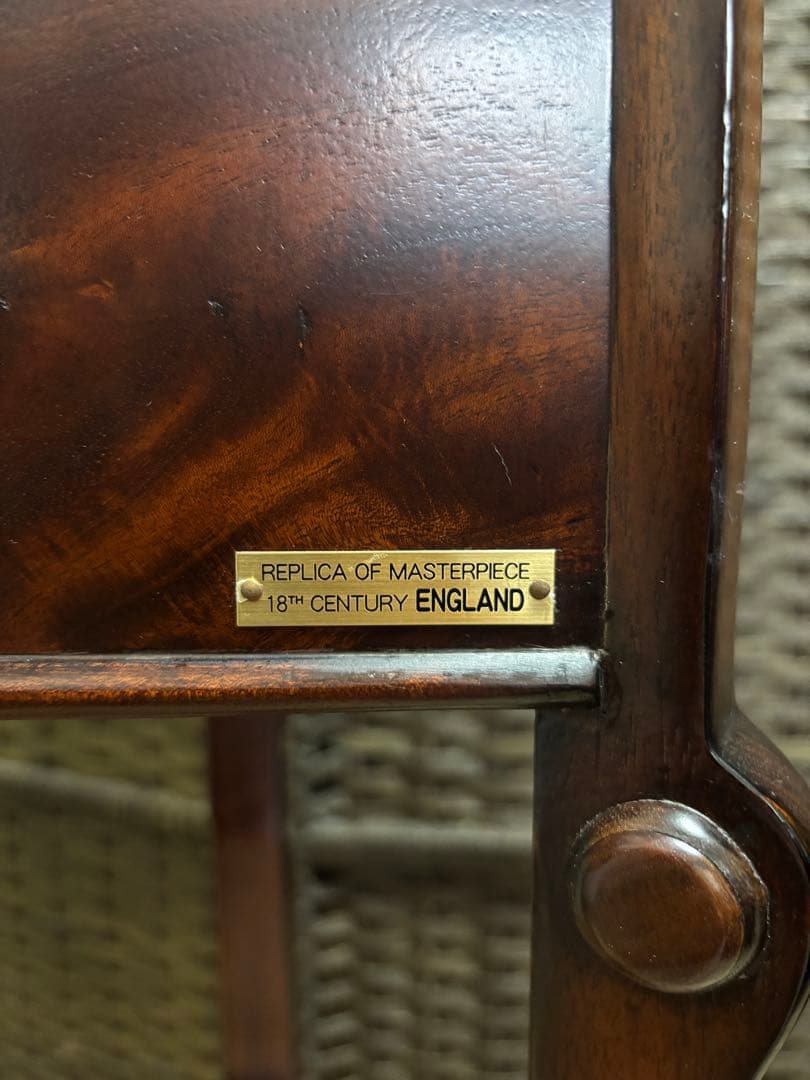 REPLICA OF MASTERPIECE
18TH CENTURY ENGLAND